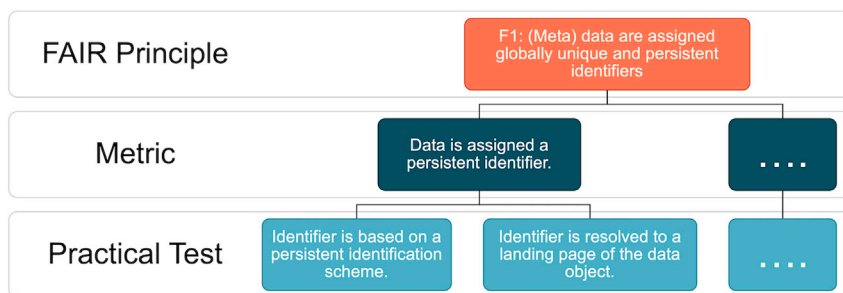 FAIR Principle
F1: (Meta) data are assigned
globally unique and persistent
identifiers
Metric
Data is assigned a
persistent identifier.
. . . .
Practical Test
Identifier is based on a
persistent identification
scheme.
Identifier is resolved to a
landing page of the data
object.
. . . .